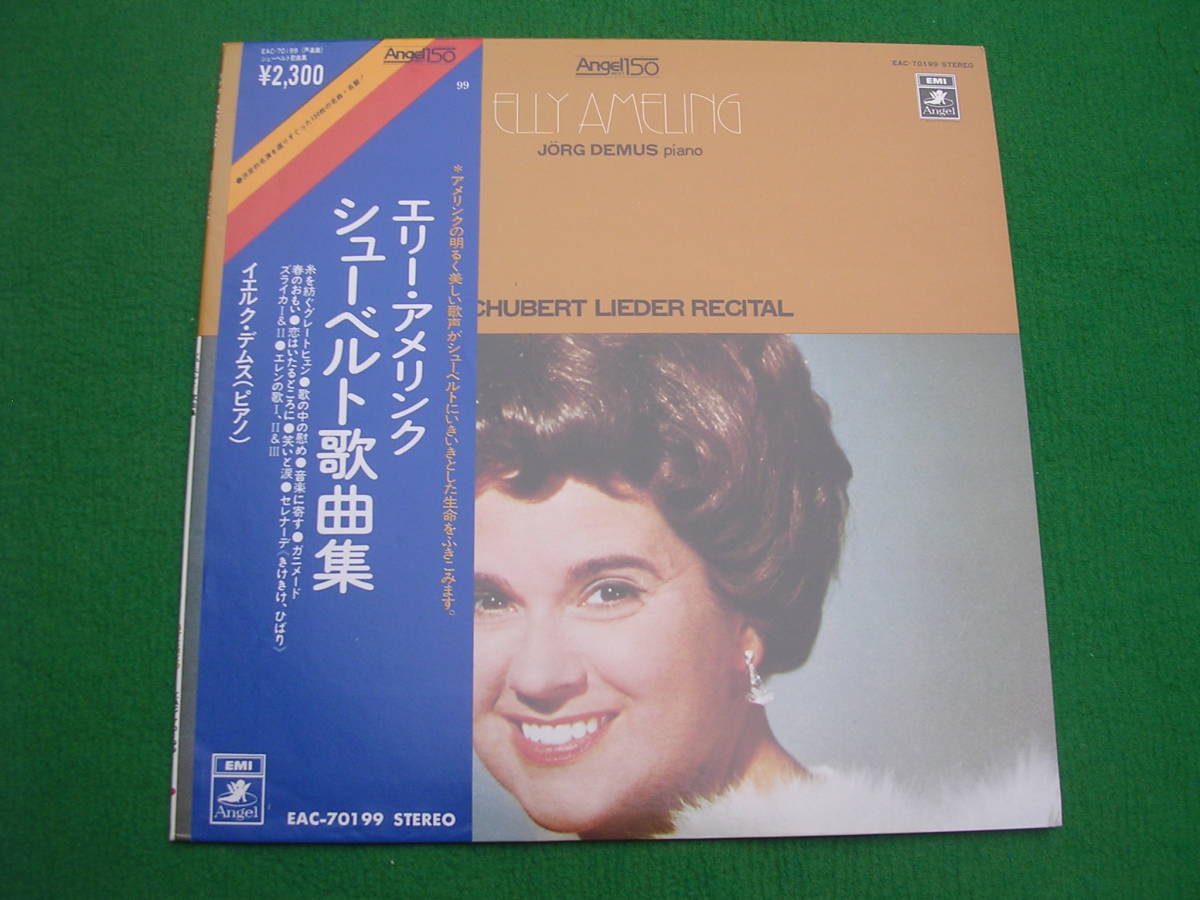 EAC-70199 (声楽曲)
シューベルト歌曲集
¥2,300
Angel150
99
エリー・アメリンク
シューベルト歌曲集
*アメリンクの明るく美しい歌声がシューベルトにいきいきとした生命をふきこみます。
糸を紡ぐグレートヒェン●歌の中の慰め●音楽に寄す●ガニメード
春のおもい●恋はいたるところに●笑いと涙●セレナーデ《きけきけ、ひばり》
ズライカI&II●エレンの歌I、II&III
イエルク・デムス(ピアノ)
EMI
Angel
EAC-70199 STEREO
Angel150
EAC-70199 STEREO
EMI
Angel
ELLY AMELING
JÖRG DEMUS piano
CHUBERT LIEDER RECITAL